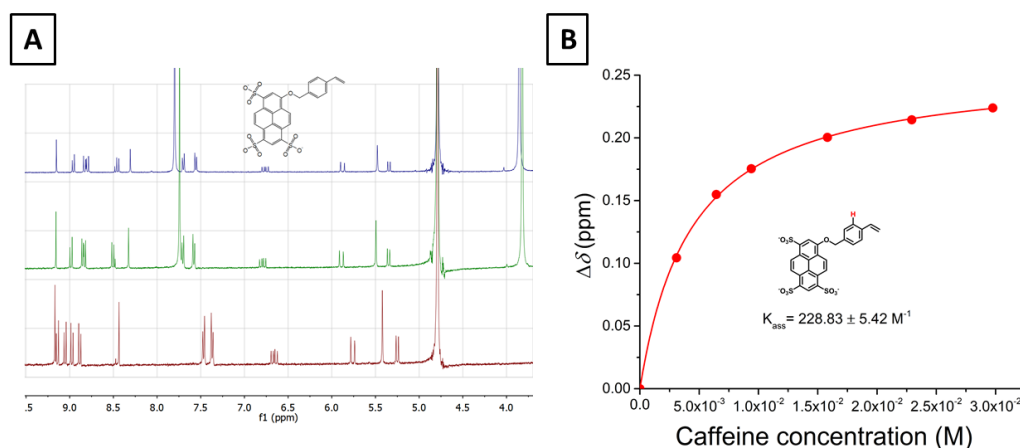 A
O
.5 9.0 8.5 8.0 7.5 7.0 6.5 6.0 5.5 5.0 4.5 4.0
f1 (ppm)
B
Δδ (ppm)
0.25
0.20
0.15
0.10
0.05
0.00
H
O
⁻O₃S
⁻O₃S SO₃⁻
Kass= 228.83 ± 5.42 M⁻¹
0.0 5.0x10⁻³ 1.0x10⁻² 1.5x10⁻² 2.0x10⁻² 2.5x10⁻² 3.0x10⁻²
Caffeine concentration (M)